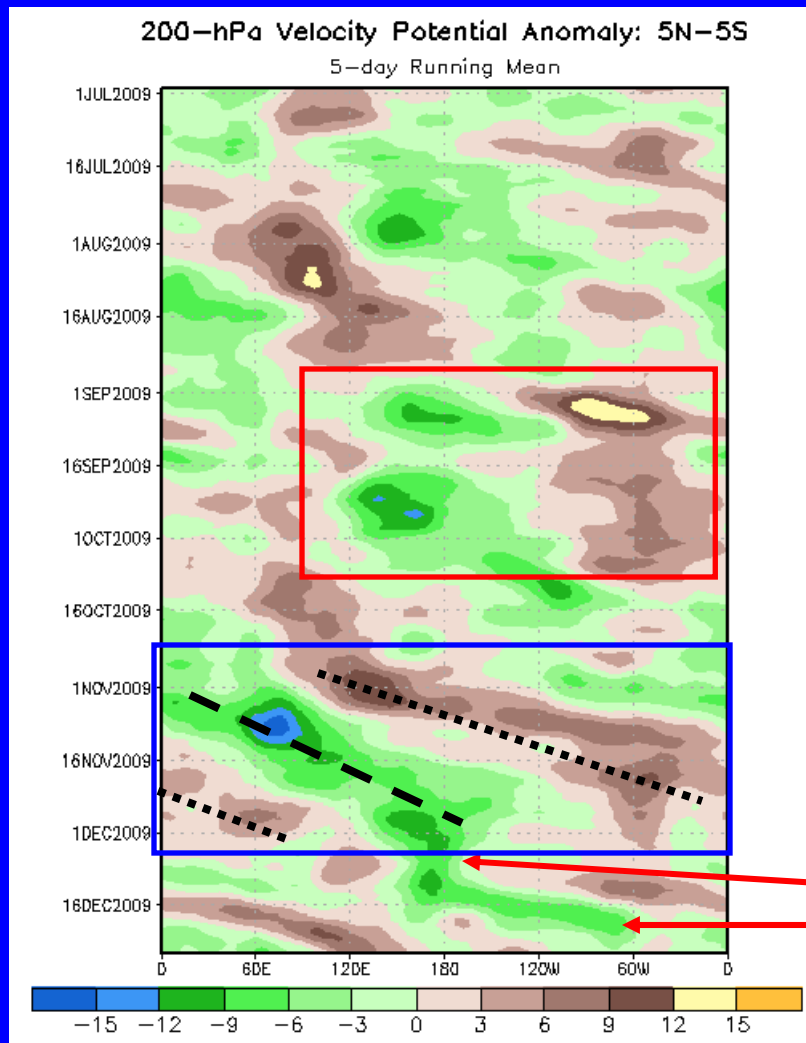 200-hPa Velocity Potential Anomaly: 5N-5S
5-day Running Mean
1JUL2009
16JUL2009
1AUG2009
16AUG2009
1SEP2009
16SEP2009
1OCT2009
16OCT2009
1NOV2009
16NOV2009
1DEC2009
16DEC2009
0 60E 120E 180 120W 60W 0
-15 -12 -9 -6 -3 0 3 6 9 12 15